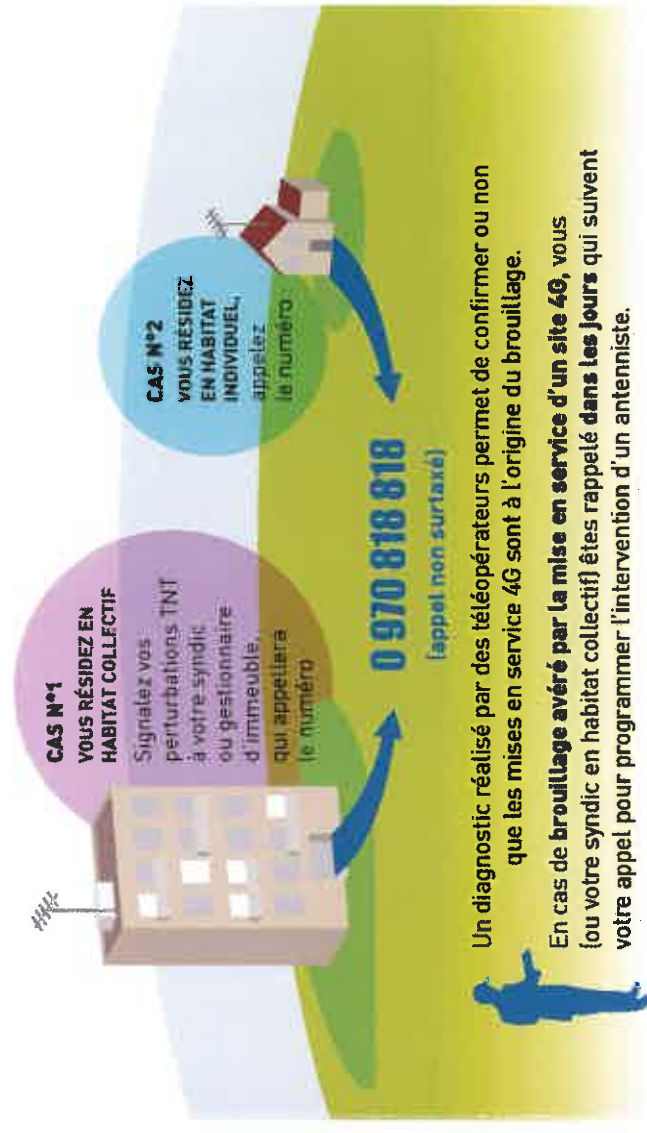 CAS N°1
VOUS RÉSIDEZ EN
HABITAT COLLECTIF
Signalez vos
perturbations TNT
à votre syndic
ou gestionnaire
d'immeuble,
qui appellera
le numéro
CAS N°2
VOUS RÉSIDEZ
EN HABITAT
INDIVIDUEL,
appelez
le numéro
0 970 818 818
(appel non surtaxé)
Un diagnostic réalisé par des téléopérateurs permet de confirmer ou non
que les mises en service 4G sont à l'origine du brouillage.
En cas de brouillage avéré par la mise en service d'un site 4G, vous
(ou votre syndic en habitat collectif) êtes rappelé dans les jours qui suivent
votre appel pour programmer l'intervention d'un antenniste.